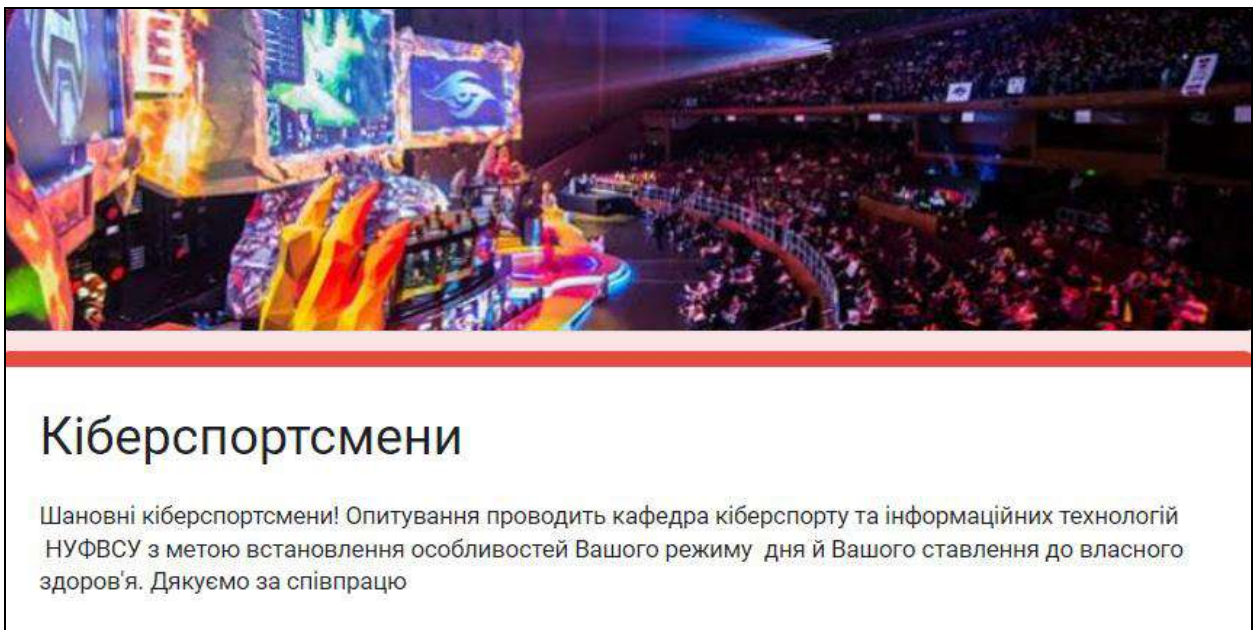 Кіберспортсмени
Шановні кіберспортсмени! Опитування проводить кафедра кіберспорту та інформаційних технологій
НУФВСУ з метою встановлення особливостей Вашого режиму дня й Вашого ставлення до власного
здоров'я. Дякуємо за співпрацю